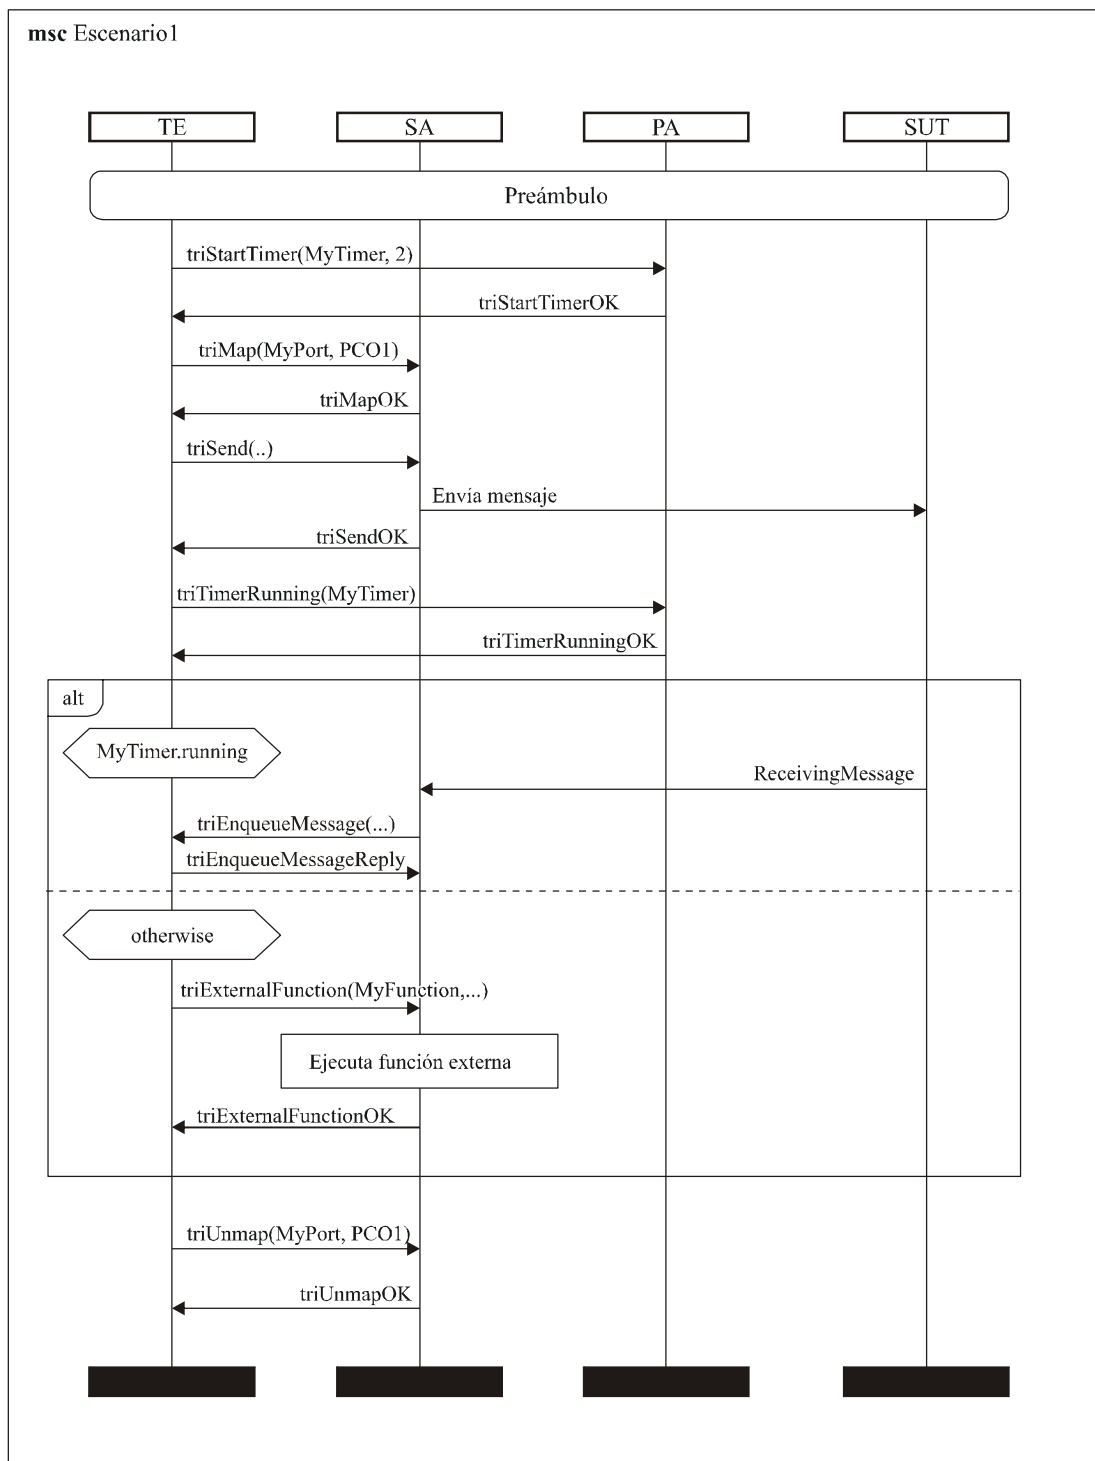 msc Escenario1
TE SA PA SUT
Preámbulo
triStartTimer(MyTimer, 2)
triStartTimerOK
triMap(MyPort, PCO1)
triMapOK
triSend(..)
Envía mensaje
triSendOK
triTimerRunning(MyTimer)
triTimerRunningOK
alt
MyTimer.running
ReceivingMessage
triEnqueueMessage(...)
triEnqueueMessageReply
otherwise
triExternalFunction(MyFunction,...)
Ejecuta función externa
triExternalFunctionOK
triUnmap(MyPort, PCO1)
triUnmapOK